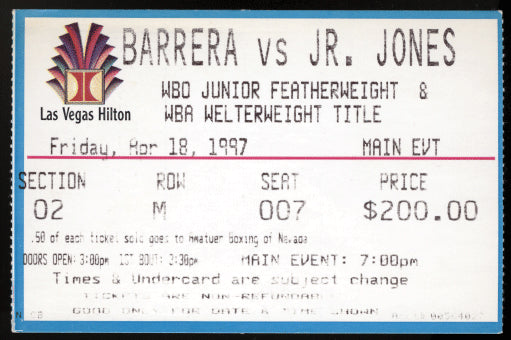 BARRERA VS JR. JONES
WBO JUNIOR FEATHERWEIGHT &
WBA WELTERWEIGHT TITLE
Las Vegas Hilton
Friday, Apr 18, 1997 MAIN EVT
SECTION ROW SEAT PRICE
02 M 007 $200.00
.50 of each ticket sold goes to Amatuer Boxing of Nevada
DOORS OPEN: 3:00pm 1ST BOUT: 3:30pm MAIN EVENT: 7:00pm
Times & Undercard are subject change
TICKETS ARE NON-REFUNDABLE
GOOD ONLY FOR DATE & TIME SHOWN